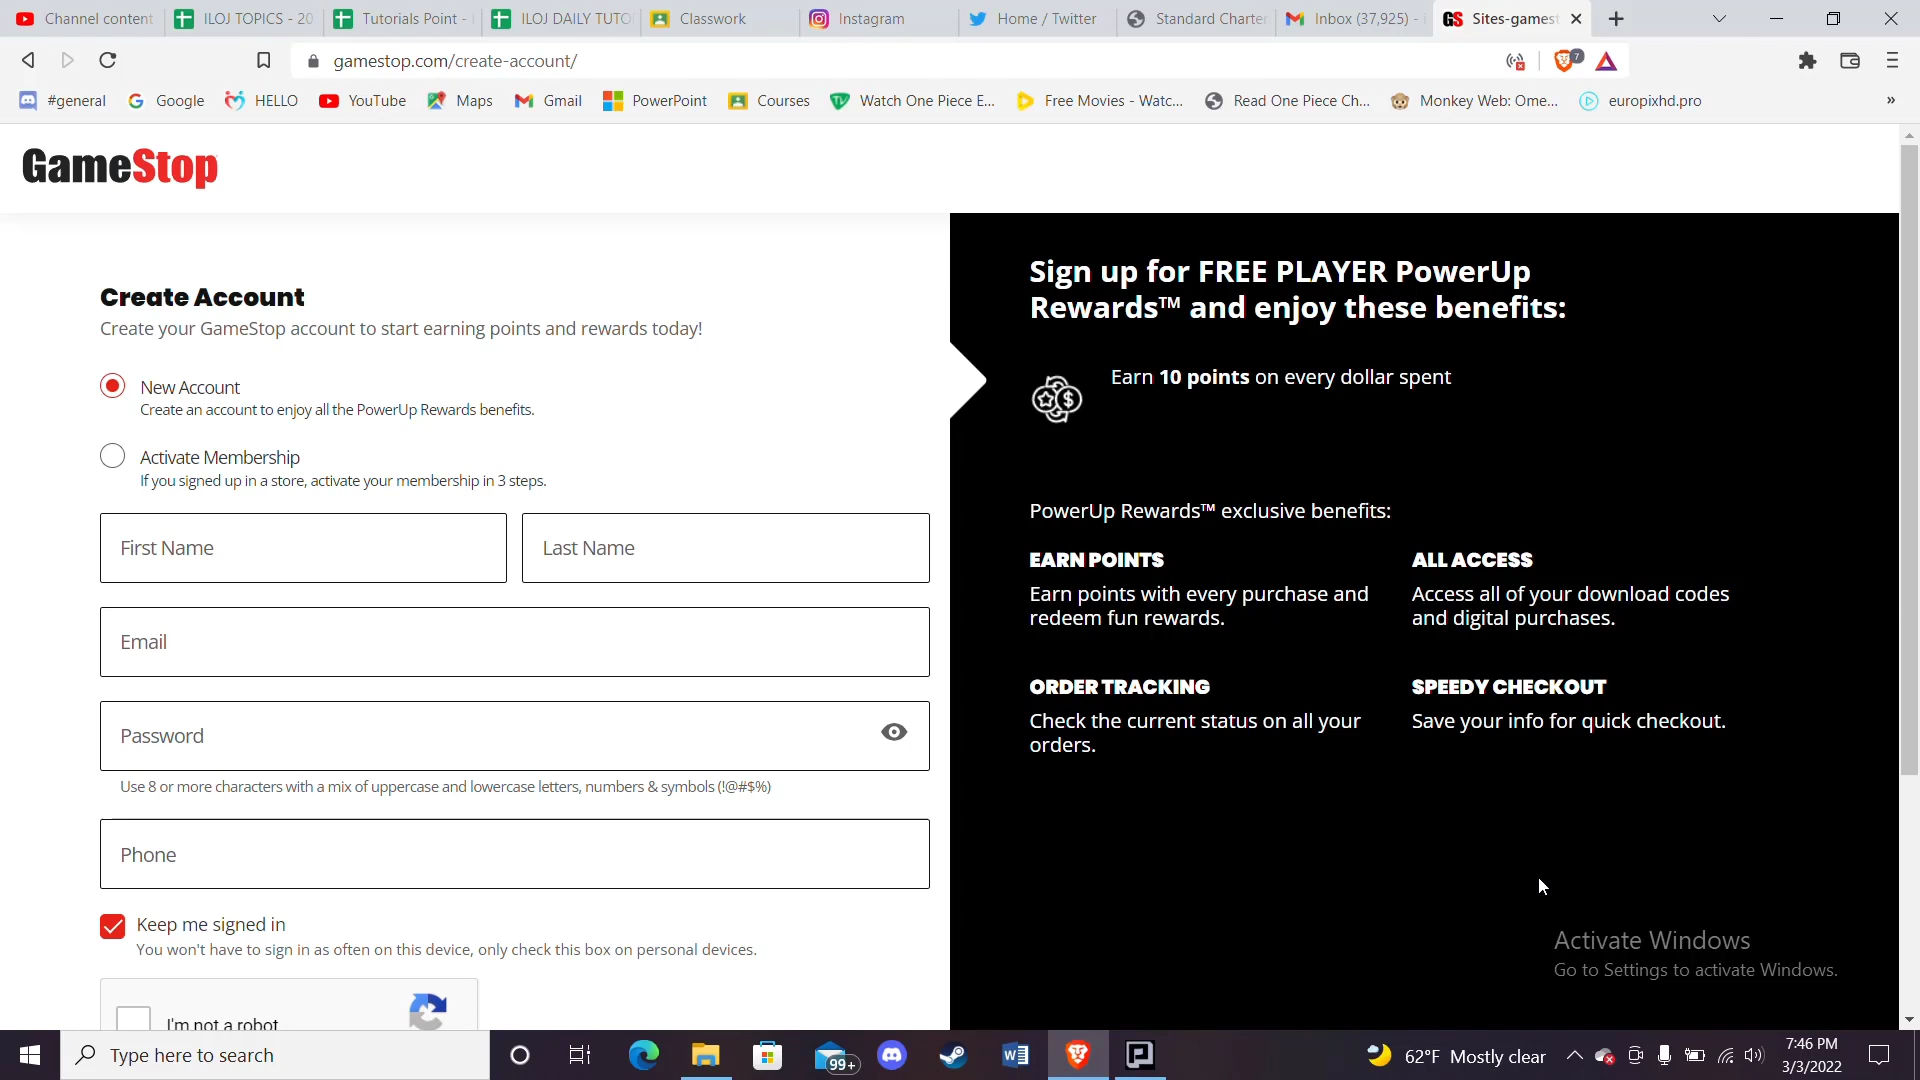 Channel content
ILOJ TOPICS - 20
Tutorials Point -
ILOJ DAILY TUTO
Classwork
Instagram
Home / Twitter
Standard Charter
Inbox (37,925) -
GS Sites-gamest
gamestop.com/create-account/
7
#general
Google
HELLO
YouTube
Maps
Gmail
PowerPoint
Courses
Watch One Piece E...
Free Movies - Watc...
Read One Piece Ch...
Monkey Web: Ome...
europixhd.pro
»
GameStop
Create Account
Create your GameStop account to start earning points and rewards today!
New Account
Create an account to enjoy all the PowerUp Rewards benefits.
Activate Membership
If you signed up in a store, activate your membership in 3 steps.
First Name
Last Name
Email
Password
Use 8 or more characters with a mix of uppercase and lowercase letters, numbers & symbols (!@#$%)
Phone
Keep me signed in
You won't have to sign in as often on this device, only check this box on personal devices.
I'm not a robot
Sign up for FREE PLAYER PowerUp
Rewards™ and enjoy these benefits:
Earn 10 points on every dollar spent
PowerUp Rewards™ exclusive benefits:
EARN POINTS
Earn points with every purchase and
redeem fun rewards.
ALL ACCESS
Access all of your download codes
and digital purchases.
ORDER TRACKING
Check the current status on all your
orders.
SPEEDY CHECKOUT
Save your info for quick checkout.
Activate Windows
Go to Settings to activate Windows.
Type here to search
99+
62°F Mostly clear
7:46 PM
3/3/2022